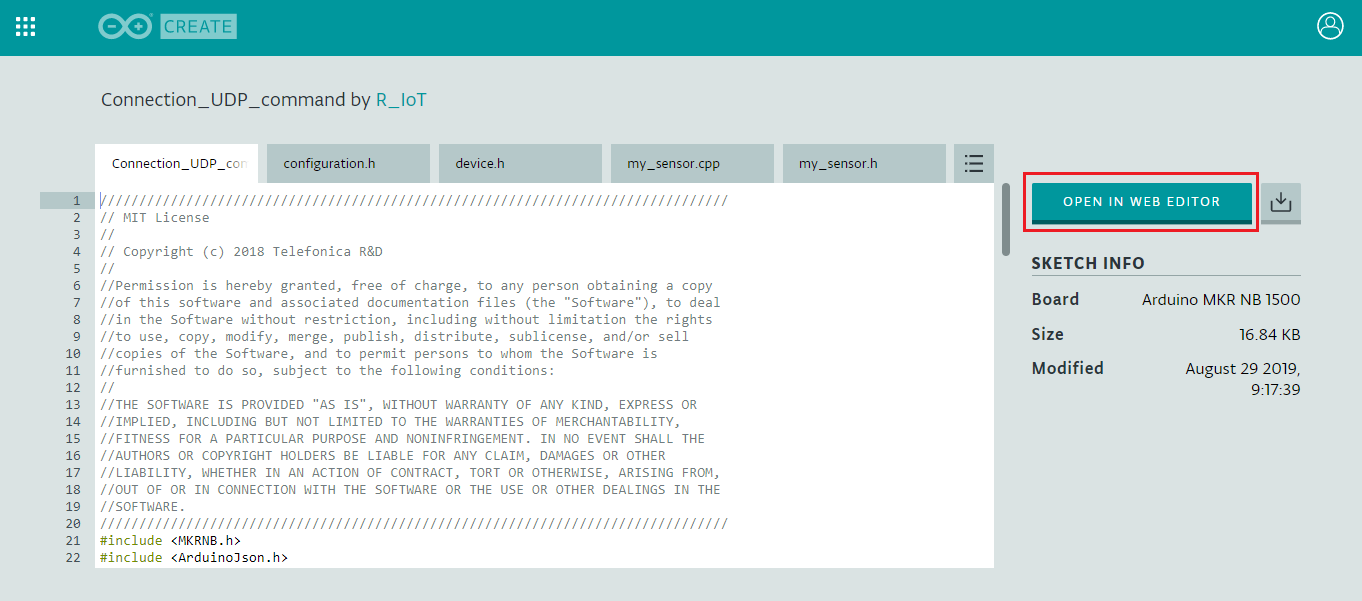 CREATE
Connection_UDP_command by R_IoT
Connection_UDP_con
configuration.h
device.h
my_sensor.cpp
my_sensor.h
1 ////////////////////////////////////////////////////////////////////////////////
2 // MIT License
3 //
4 // Copyright (c) 2018 Telefonica R&D
5 //
6 //Permission is hereby granted, free of charge, to any person obtaining a copy
7 //of this software and associated documentation files (the "Software"), to deal
8 //in the Software without restriction, including without limitation the rights
9 //to use, copy, modify, merge, publish, distribute, sublicense, and/or sell
10 //copies of the Software, and to permit persons to whom the Software is
11 //furnished to do so, subject to the following conditions:
12 //
13 //THE SOFTWARE IS PROVIDED "AS IS", WITHOUT WARRANTY OF ANY KIND, EXPRESS OR
14 //IMPLIED, INCLUDING BUT NOT LIMITED TO THE WARRANTIES OF MERCHANTABILITY,
15 //FITNESS FOR A PARTICULAR PURPOSE AND NONINFRINGEMENT. IN NO EVENT SHALL THE
16 //AUTHORS OR COPYRIGHT HOLDERS BE LIABLE FOR ANY CLAIM, DAMAGES OR OTHER
17 //LIABILITY, WHETHER IN AN ACTION OF CONTRACT, TORT OR OTHERWISE, ARISING FROM,
18 //OUT OF OR IN CONNECTION WITH THE SOFTWARE OR THE USE OR OTHER DEALINGS IN THE
19 //SOFTWARE.
20 ////////////////////////////////////////////////////////////////////////////////
21 #include <MKRNB.h>
22 #include <ArduinoJson.h>
OPEN IN WEB EDITOR
SKETCH INFO
Board Arduino MKR NB 1500
Size 16.84 KB
Modified August 29 2019,
9:17:39